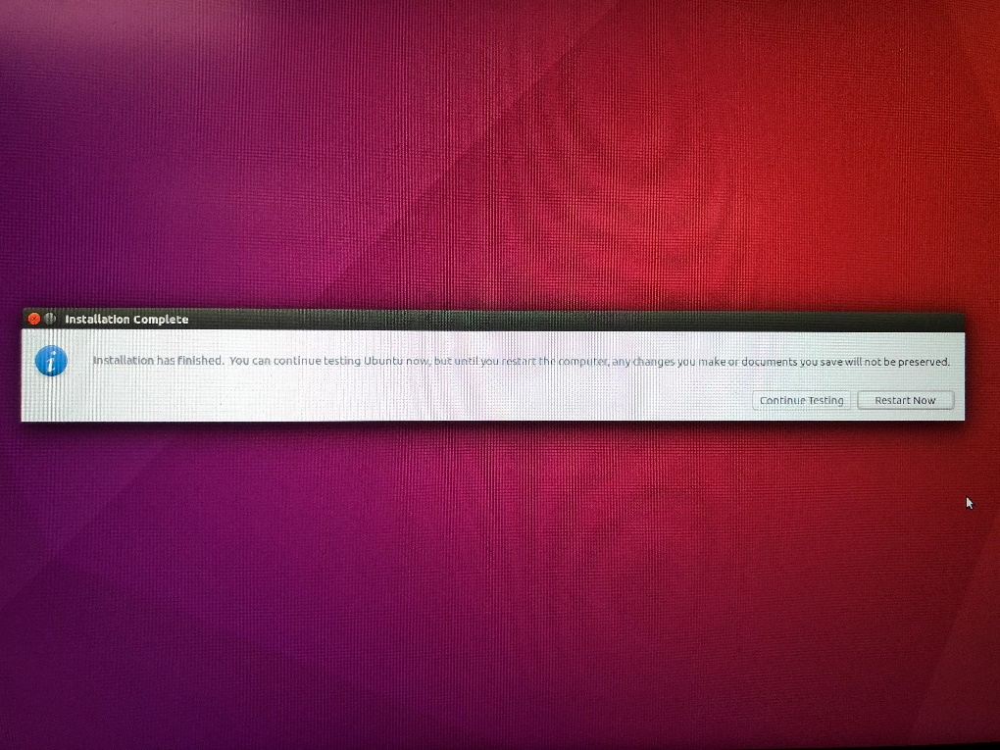 Installation Complete
Installation has finished. You can continue testing Ubuntu now, but until you restart the computer, any changes you make or documents you save will not be preserved.
Continue Testing
Restart Now